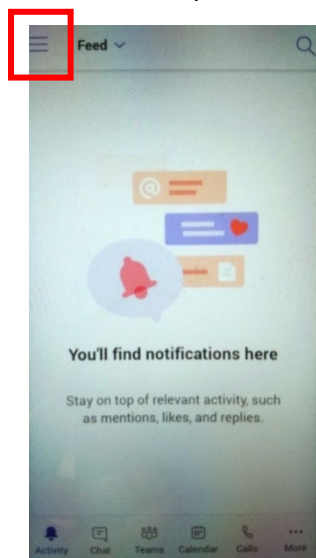 Feed
You'll find notifications here
Stay on top of relevant activity, such
as mentions, likes, and replies.
Activity Chat Teams Calendar Calls More